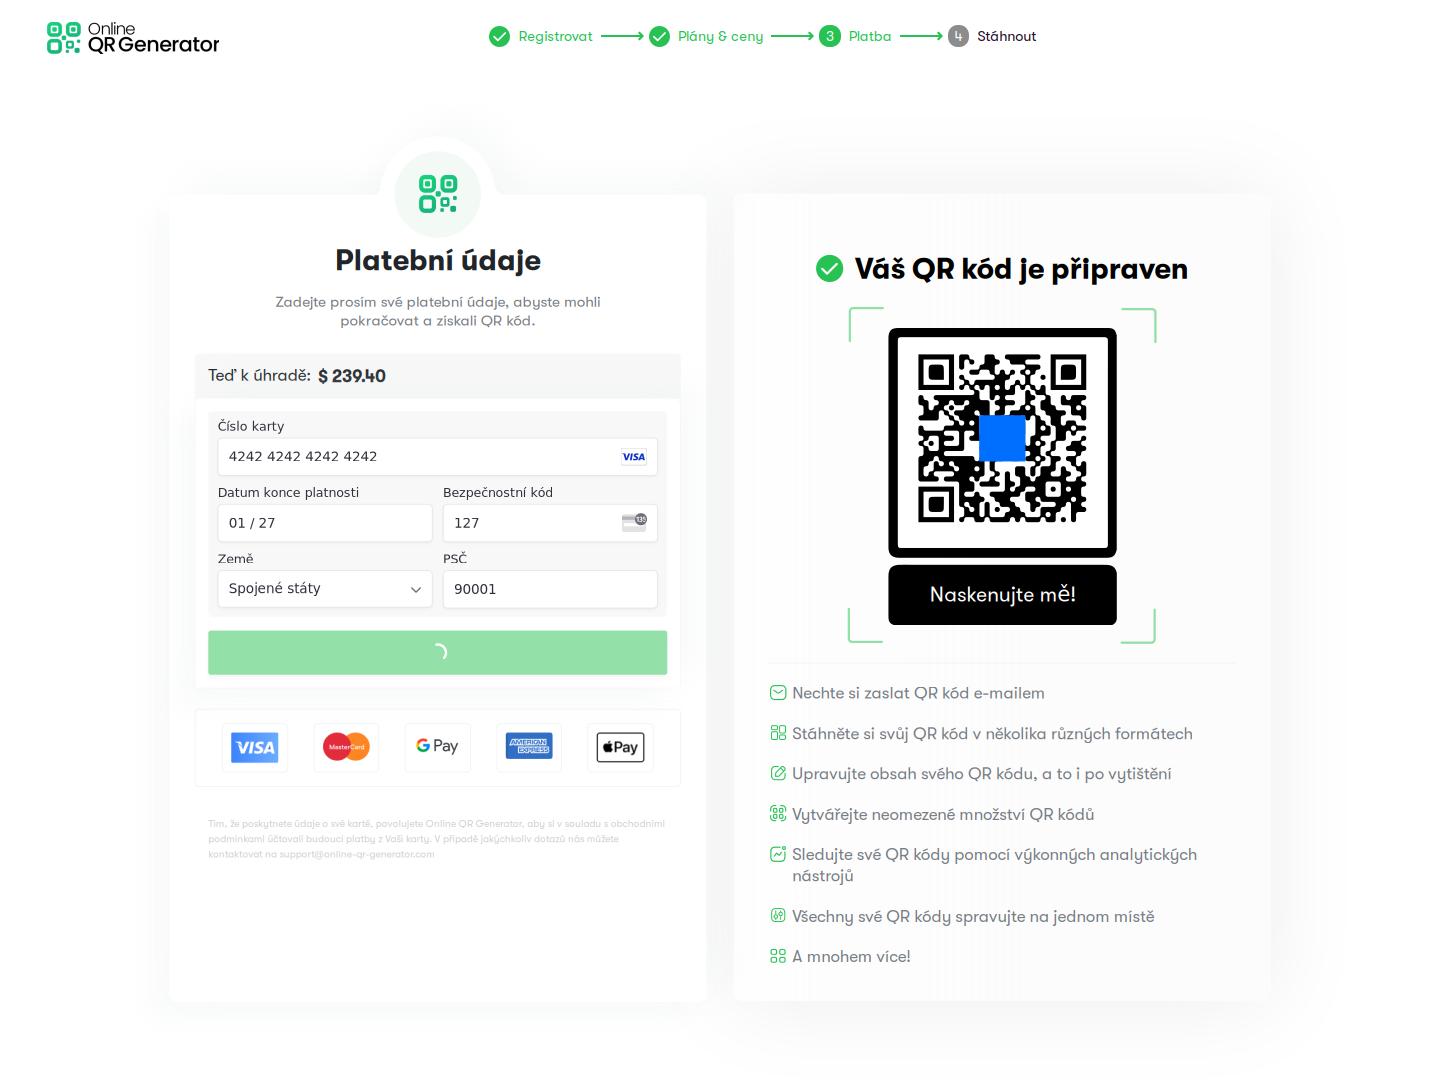 Online
QR Generator
Registrovat
Plány & ceny
3 Platba
4 Stáhnout
Platební údaje
Zadejte prosím své platební údaje, abyste mohli
pokračovat a získali QR kód.
Teď k úhradě: $ 239.40
Číslo karty
4242 4242 4242 4242
VISA
Datum konce platnosti
Bezpečnostní kód
01 / 27
127
135
Země
PSČ
Spojené státy
90001
VISA
MasterCard
G Pay
AMERICAN EXPRESS
Pay
Tím, že poskytnete údaje o své kartě, povolujete Online QR Generator, aby si v souladu s obchodními
podmínkami účtovali budoucí platby z Vaší karty. V případě jakýchkoliv dotazů nás můžete
kontaktovat na support@online-qr-generator.com
Váš QR kód je připraven
Naskenujte mě!
Nechte si zaslat QR kód e-mailem
Stáhněte si svůj QR kód v několika různých formátech
Upravujte obsah svého QR kódu, a to i po vytištění
Vytvářejte neomezené množství QR kódů
Sledujte své QR kódy pomocí výkonných analytických
nástrojů
Všechny své QR kódy spravujte na jednom místě
A mnohem více!